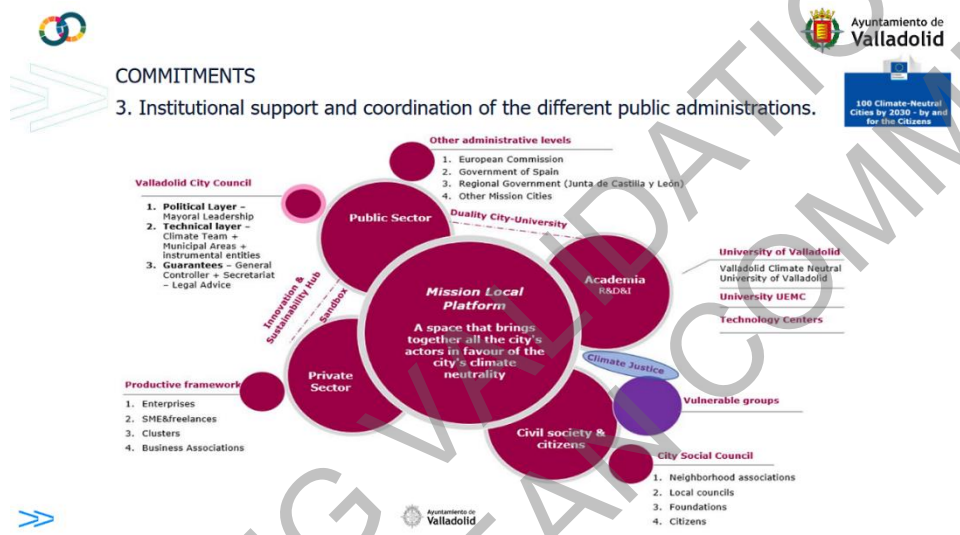 Ayuntamiento de
Valladolid
COMMITMENTS
3. Institutional support and coordination of the different public administrations.
100 Climate-Neutral
Cities by 2030 - by and
for the Citizens
Other administrative levels
1. European Commission
2. Government of Spain
3. Regional Government (Junta de Castilla y León)
4. Other Mission Cities
Valladolid City Council
1. Political Layer –
Mayoral Leadership
2. Technical layer –
Climate Team +
Municipal Areas +
instrumental entities
3. Guarantees – General
Controller + Secretariat
– Legal Advice
Public Sector
Duality City-University
Academia
R&D&I
University of Valladolid
Valladolid Climate Neutral
University of Valladolid
University UEMC
Technology Centers
Innovation &
Sustainability Hub
Sandbox
Mission Local
Platform
A space that brings
together all the city's
actors in favour of the
city's climate
neutrality
Climate Justice
Private
Sector
Productive framework
1. Enterprises
2. SME&freelances
3. Clusters
4. Business Associations
Vulnerable groups
Civil society &
citizens
City Social Council
1. Neighborhood associations
2. Local councils
3. Foundations
4. Citizens
Ayuntamiento de
Valladolid